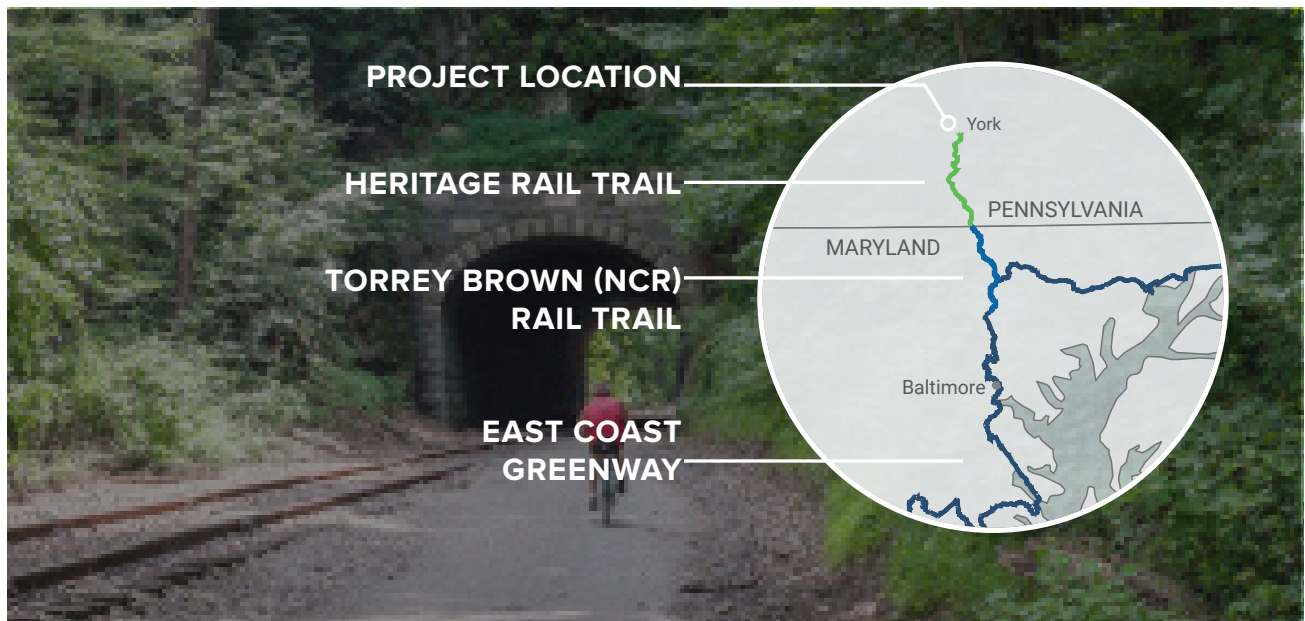 PROJECT LOCATION
York
HERITAGE RAIL TRAIL
PENNSYLVANIA
MARYLAND
TORREY BROWN (NCR)
RAIL TRAIL
Baltimore
EAST COAST
GREENWAY